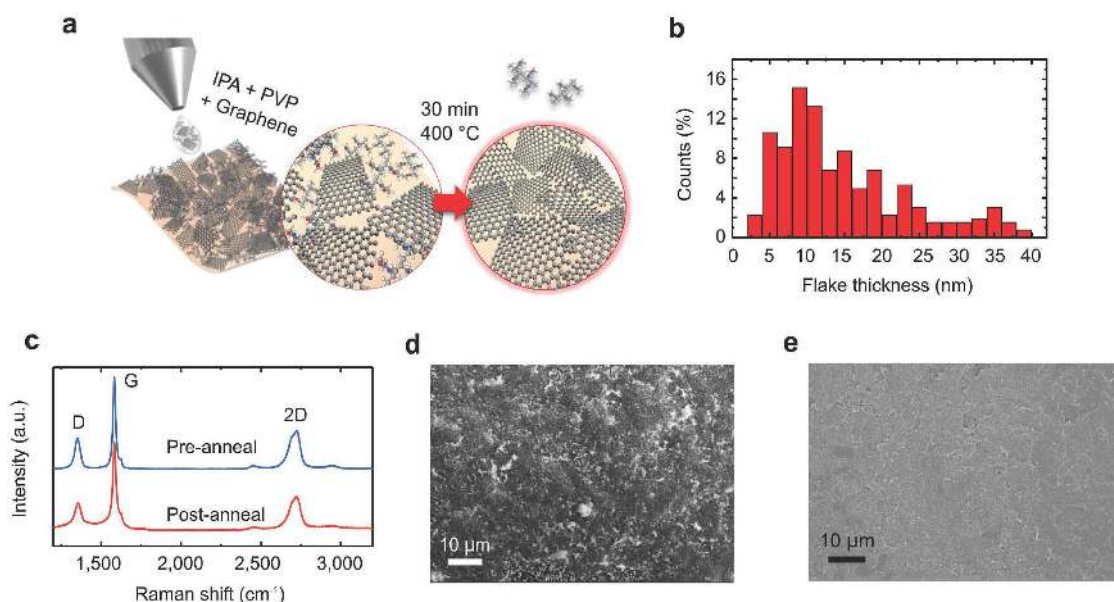 a
IPA + PVP
+ Graphene
30 min
400 °C
b
Counts (%)
16
12
8
4
0
0 5 10 15 20 25 30 35 40
Flake thickness (nm)
c
Intensity (a.u.)
D
G
2D
Pre-anneal
Post-anneal
1,500 2,000 2,500 3,000
Raman shift (cm⁻¹)
d
10 µm
e
10 µm